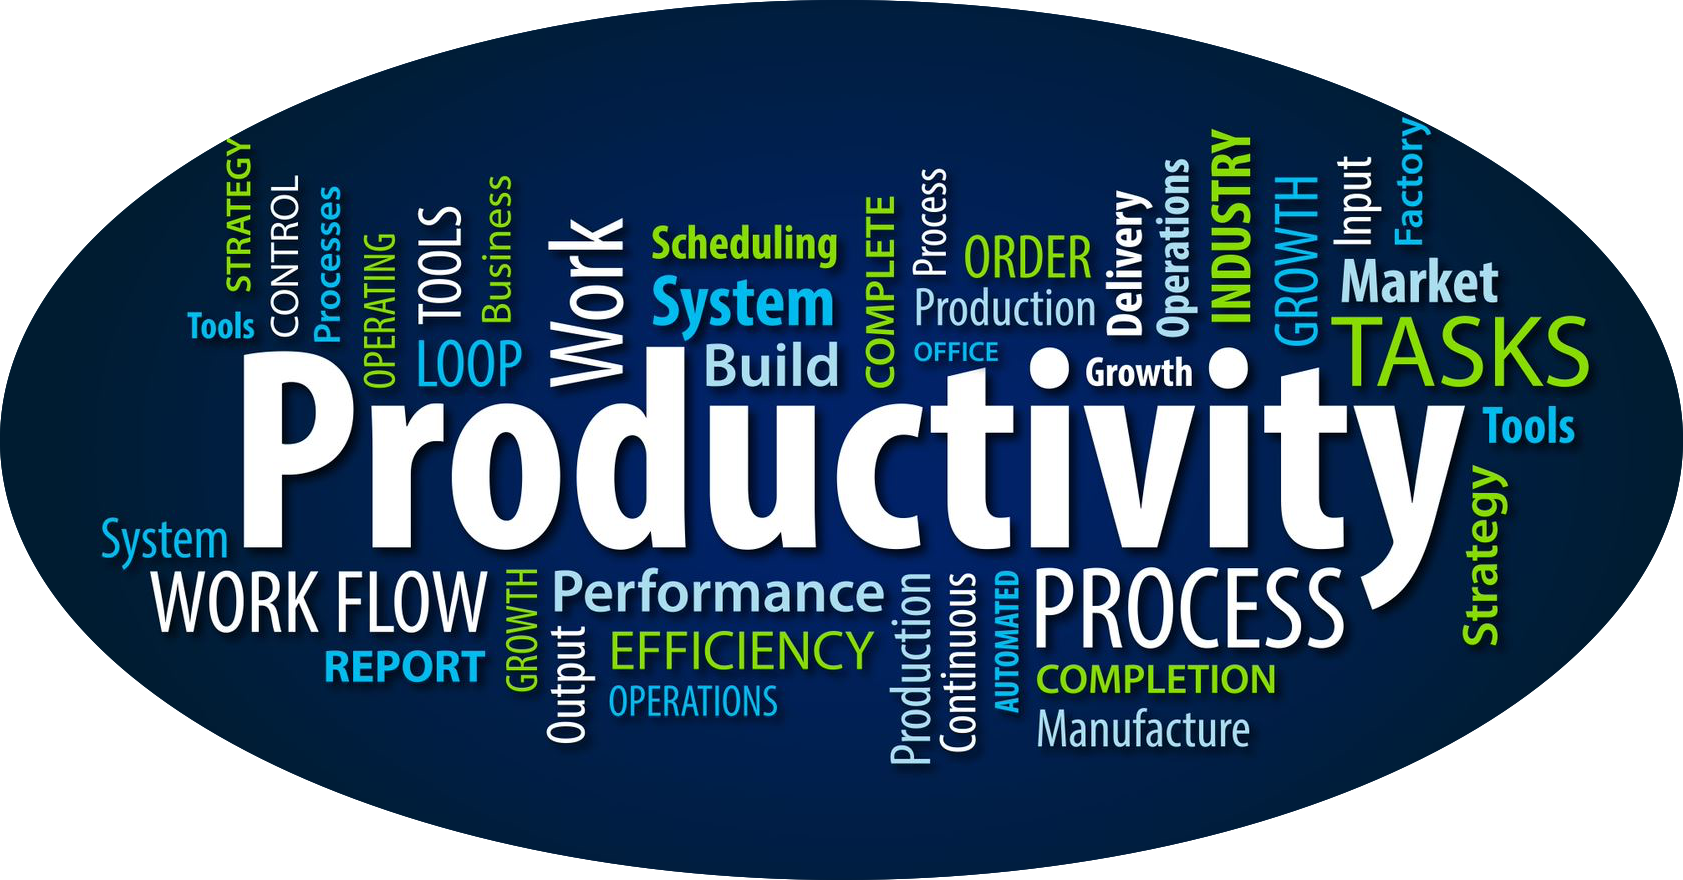 STRATEGY
CONTROL
Processes
Tools
OPERATING
TOOLS
Business
LOOP
Work
Scheduling
System
Build
COMPLETE
Process
ORDER
Production
OFFICE
Delivery
Operations
INDUSTRY
Growth
GROWTH
Input
Factory
Market
TASKS
Productivity
Tools
Strategy
System
WORK FLOW
REPORT
GROWTH
Output
Performance
EFFICIENCY
OPERATIONS
Production
Continuous
AUTOMATED
PROCESS
COMPLETION
Manufacture